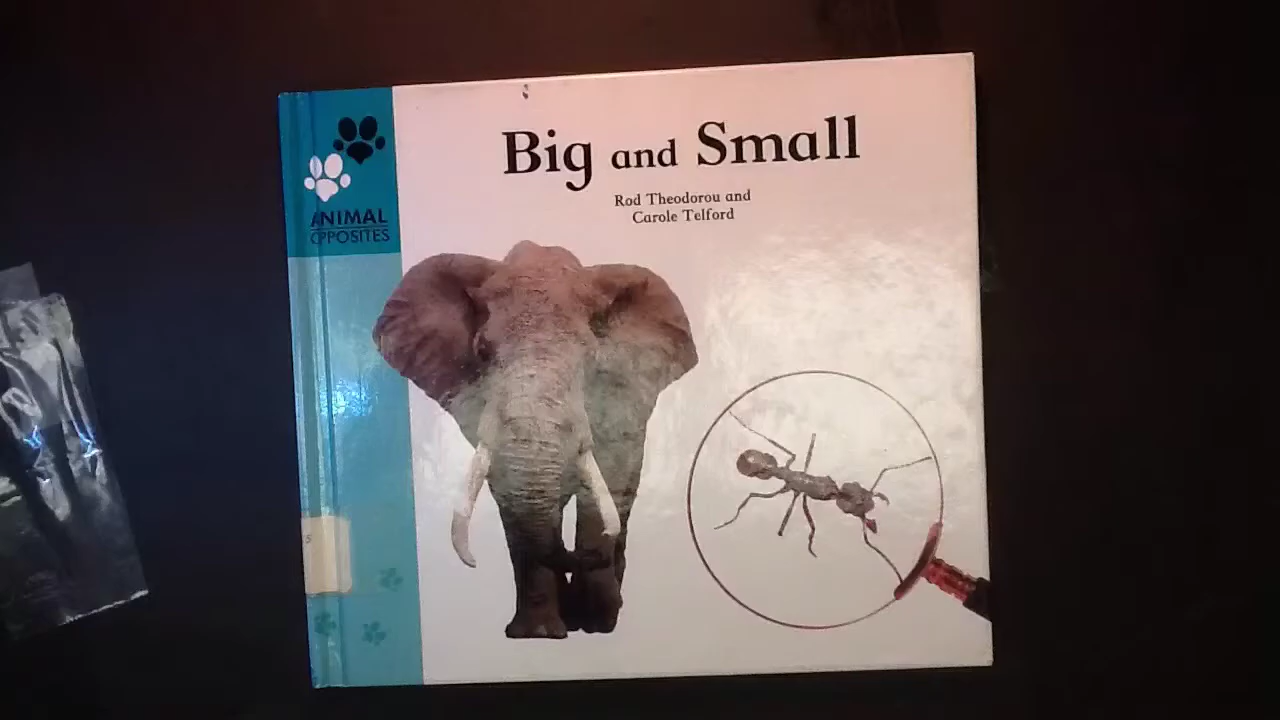 Big and Small
Rod Theodorou and
Carole Telford
ANIMAL
OPPOSITES